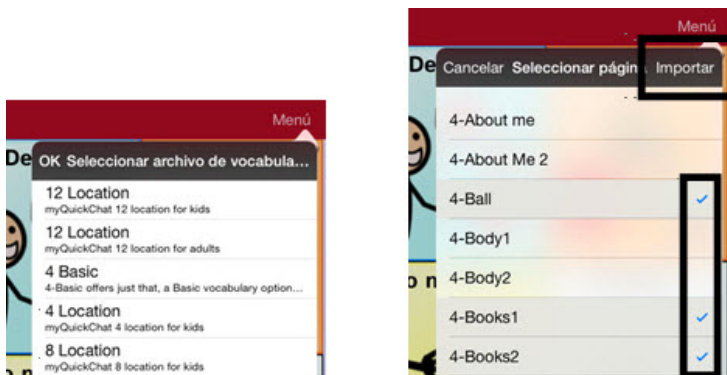 Menú
De
OK Seleccionar archivo de vocabula...
12 Location
myQuickChat 12 location for kids
12 Location
myQuickChat 12 location for adults
4 Basic
4-Basic offers just that, a Basic vocabulary option...
4 Location
myQuickChat 4 location for kids
8 Location
myQuickChat 8 location for kids
Menú
De
Cancelar Seleccionar págin Importar
4-About me
4-About Me 2
4-Ball
4-Body1
4-Body2
4-Books1
4-Books2